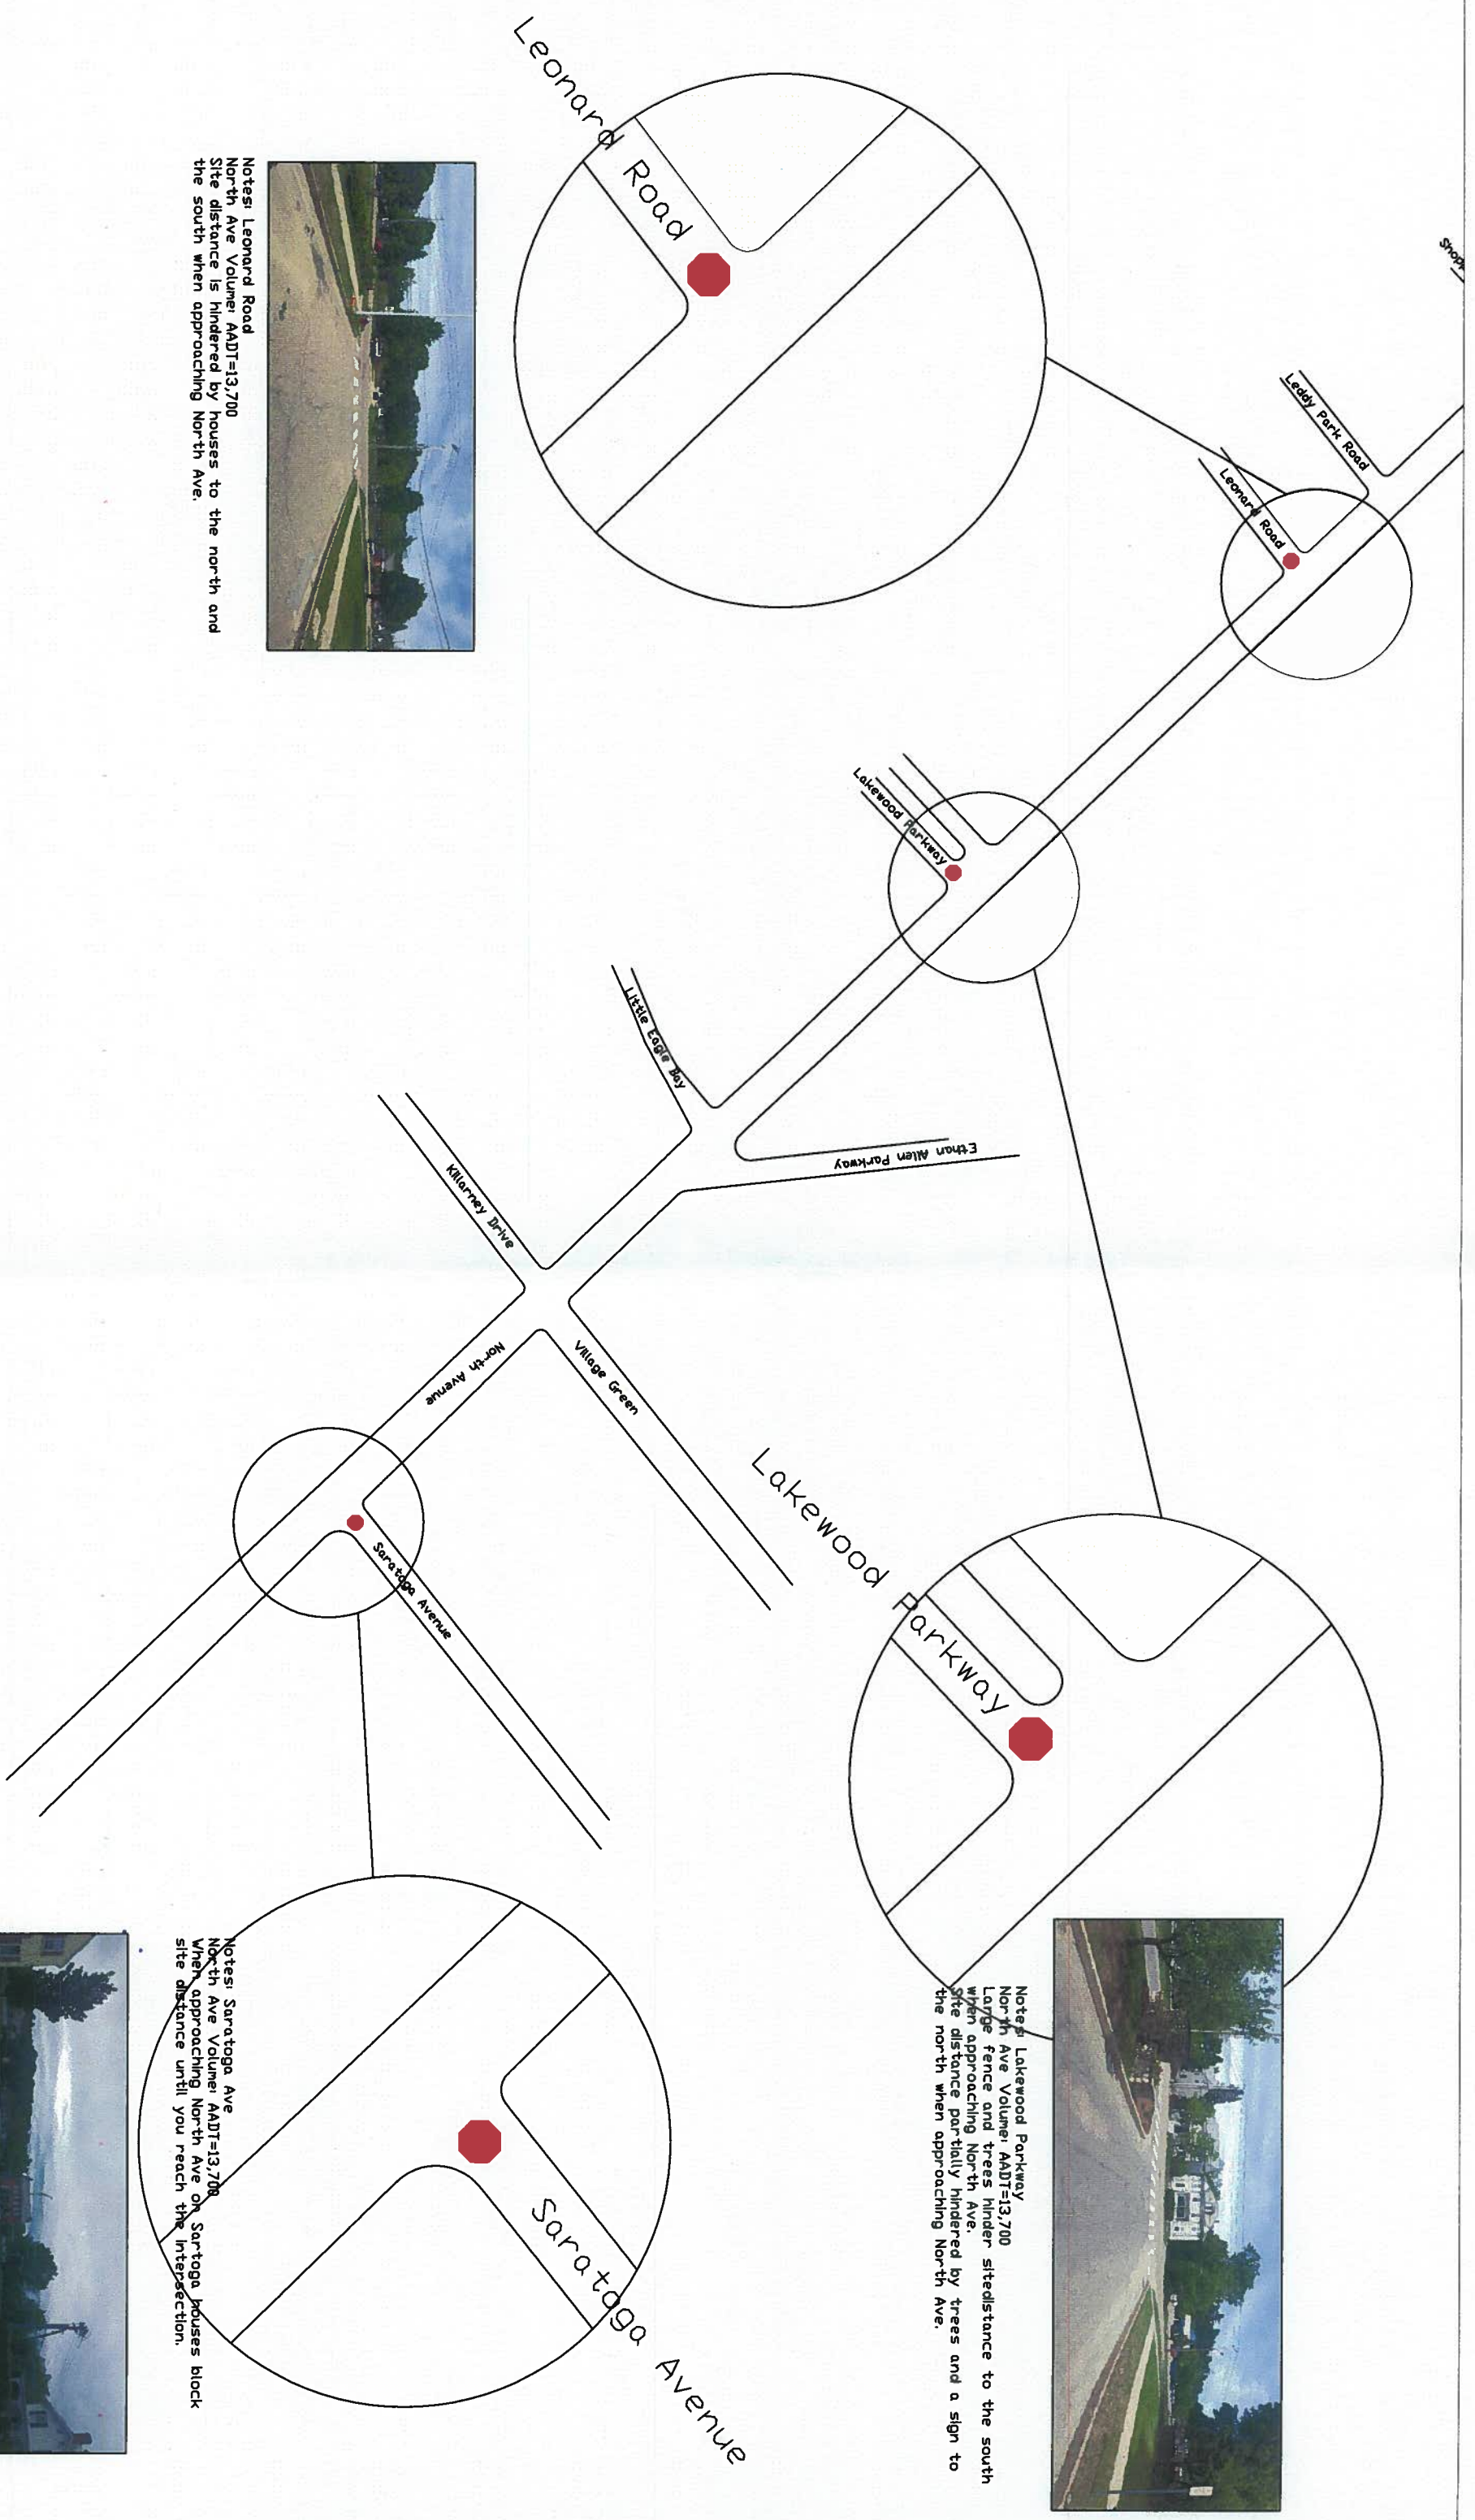 Leonard Road
Notes: Leonard Road
North Ave Volume: AADT=13,700
Site distance is hindered by houses to the north and
the south when approaching North Ave.
Leddy Park Road
Leonard Road
Lakewood Parkway
Little Eagle Bay
Ethan Allen Parkway
Killarney Drive
Village Green
North Avenue
Saratoga Avenue
Lakewood Parkway
Notes: Lakewood Parkway
North Ave Volume: AADT=13,700
Large fence and trees hinder sitedistance to the south
when approaching North Ave.
Site distance partially hindered by trees and a sign to
the north when approaching North Ave.
Saratoga Avenue
Notes: Saratoga Ave
North Ave Volume: AADT=13,700
When approaching North Ave on Sartoga houses block
site distance until you reach the intersection.